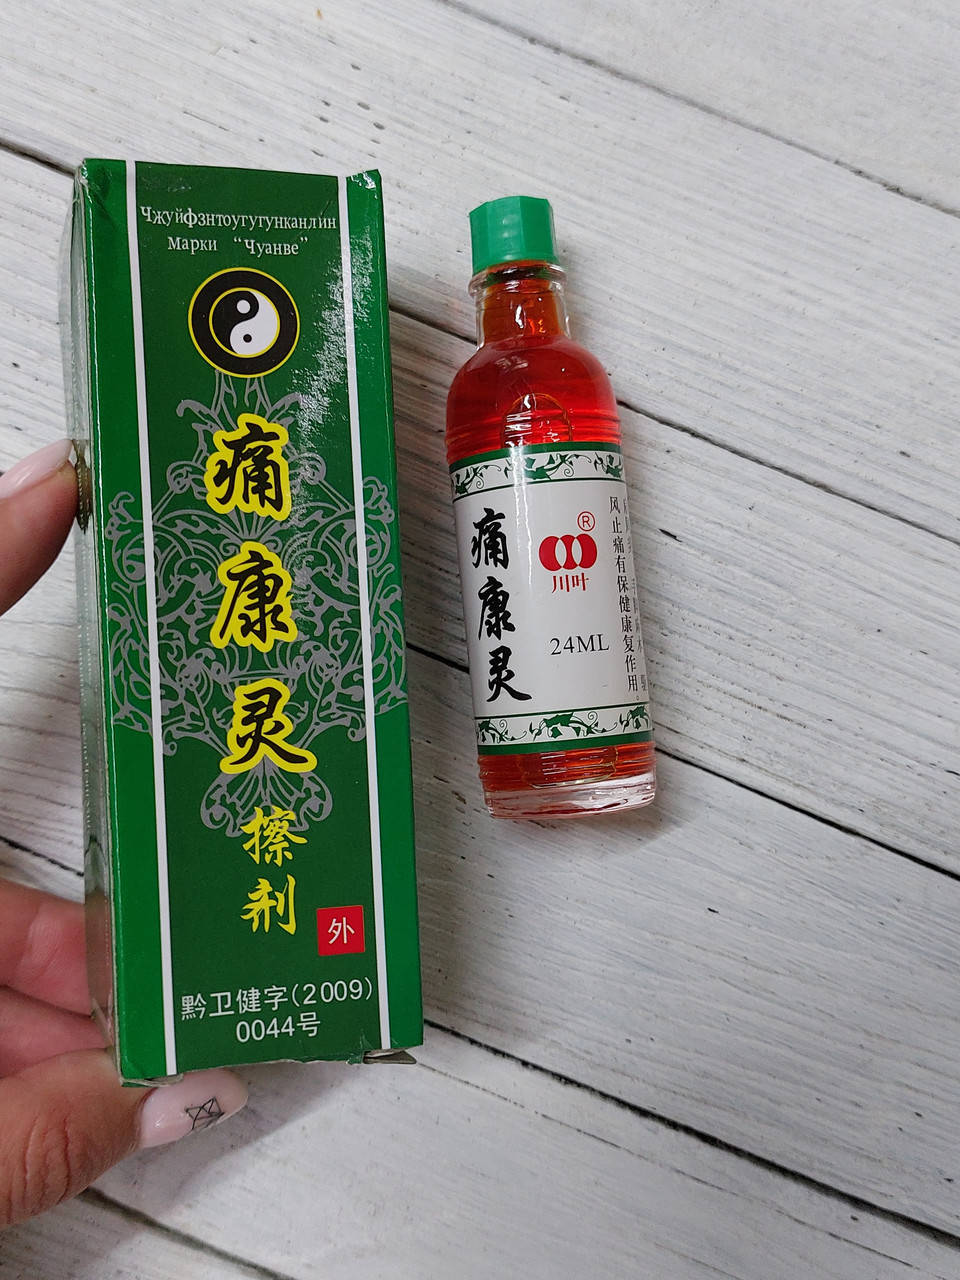 Чжуйфзнтоугугунканлин
Марки “Чуанве”
痛康灵
擦剂
外
黔卫健字(2009)
0044号
痛康灵
®
川叶
24ML
风止痛有保健康复作用。